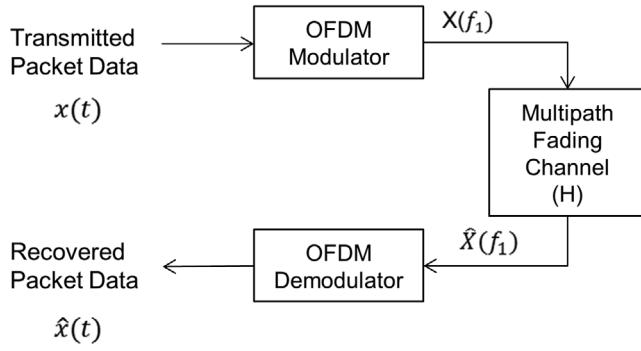 Transmitted
Packet Data
x(t)
OFDM
Modulator
X(f₁)
Multipath
Fading
Channel
(H)
X̂(f₁)
OFDM
Demodulator
Recovered
Packet Data
x̂(t)